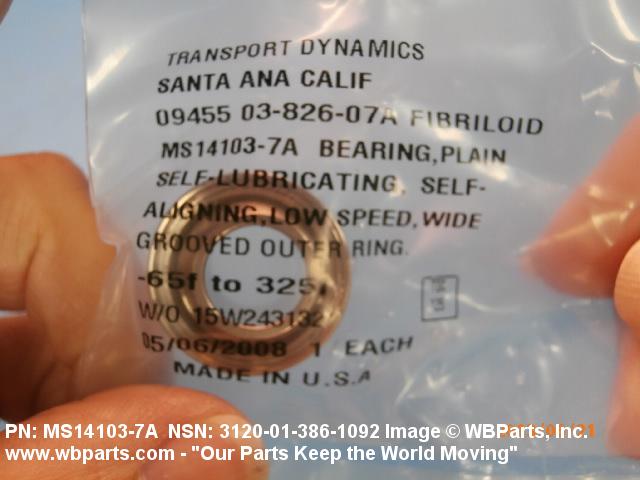 TRANSPORT DYNAMICS
SANTA ANA CALIF
09455 03-826-07A FIBRILOID
MS14103-7A BEARING,PLAIN
SELF-LUBRICATING, SELF-
ALIGNING,LOW SPEED,WIDE
GROOVED OUTER RING.
-65f to 325f
W/O 15W243132
05/06/2008 1 EACH
MADE IN U.S.A
PN: MS14103-7A NSN: 3120-01-386-1092 Image © WBParts, Inc.
www.wbparts.com - "Our Parts Keep the World Moving"